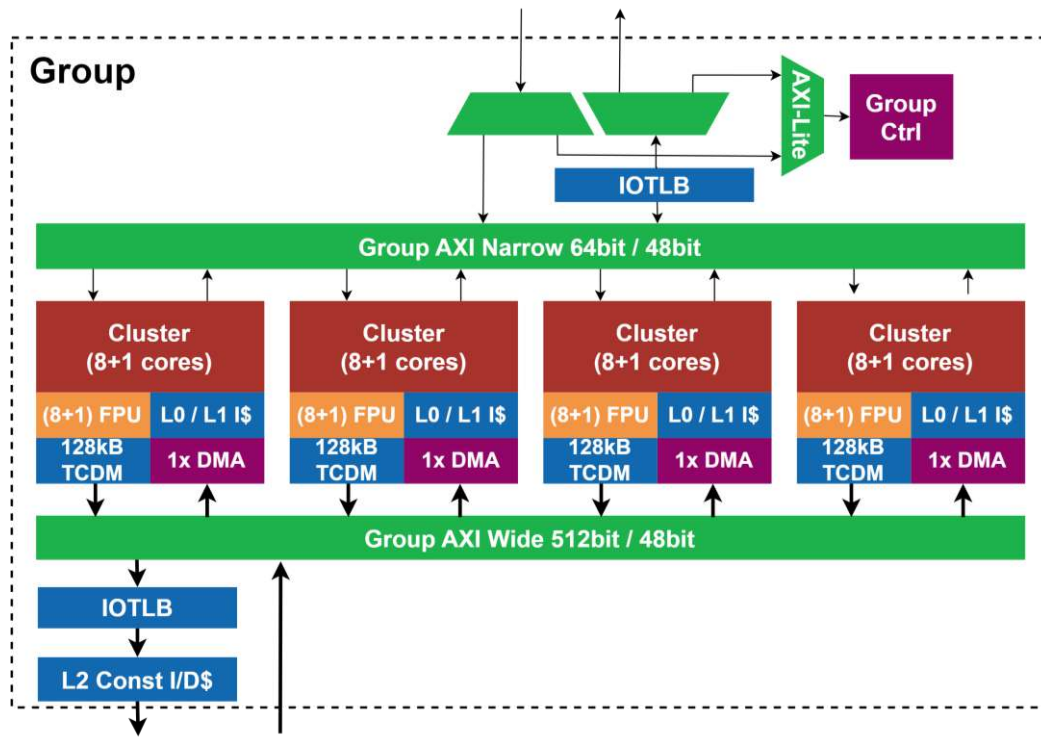 Group
AXI-Lite
Group
Ctrl
IOTLB
Group AXI Narrow 64bit / 48bit
Cluster
(8+1 cores)
(8+1) FPU
L0 / L1 I$
128kB
TCDM
1x DMA
Cluster
(8+1 cores)
(8+1) FPU
L0 / L1 I$
128kB
TCDM
1x DMA
Cluster
(8+1 cores)
(8+1) FPU
L0 / L1 I$
128kB
TCDM
1x DMA
Cluster
(8+1 cores)
(8+1) FPU
L0 / L1 I$
128kB
TCDM
1x DMA
Group AXI Wide 512bit / 48bit
IOTLB
L2 Const I/D$